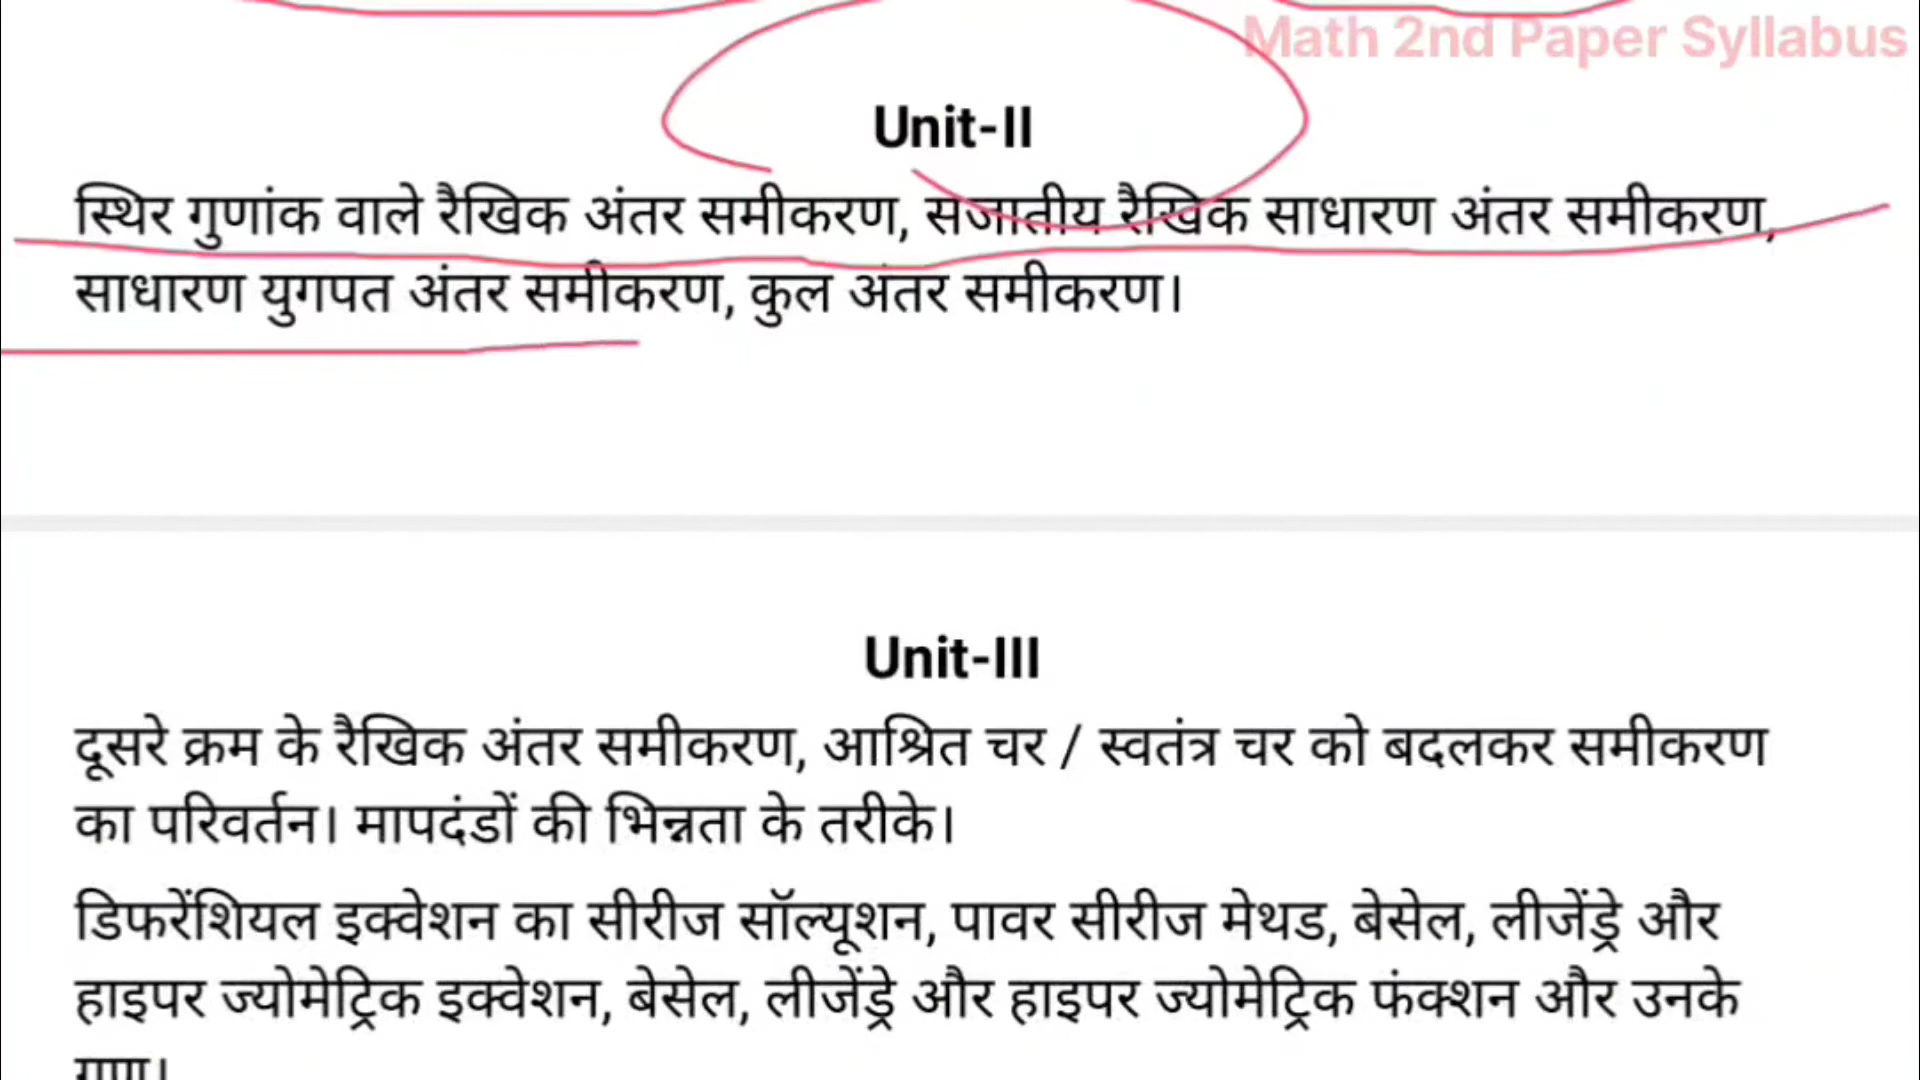 Math 2nd Paper Syllabus
Unit-II
स्थिर गुणांक वाले रैखिक अंतर समीकरण, सजातीय रैखिक साधारण अंतर समीकरण,
साधारण युगपत अंतर समीकरण, कुल अंतर समीकरण।
Unit-III
दूसरे क्रम के रैखिक अंतर समीकरण, आश्रित चर / स्वतंत्र चर को बदलकर समीकरण
का परिवर्तन। मापदंडों की भिन्नता के तरीके।
डिफरेंशियल इक्वेशन का सीरीज सॉल्यूशन, पावर सीरीज मेथड, बेसेल, लीजेंड्रे और
हाइपर ज्योमेट्रिक इक्वेशन, बेसेल, लीजेंड्रे और हाइपर ज्योमेट्रिक फंक्शन और उनके